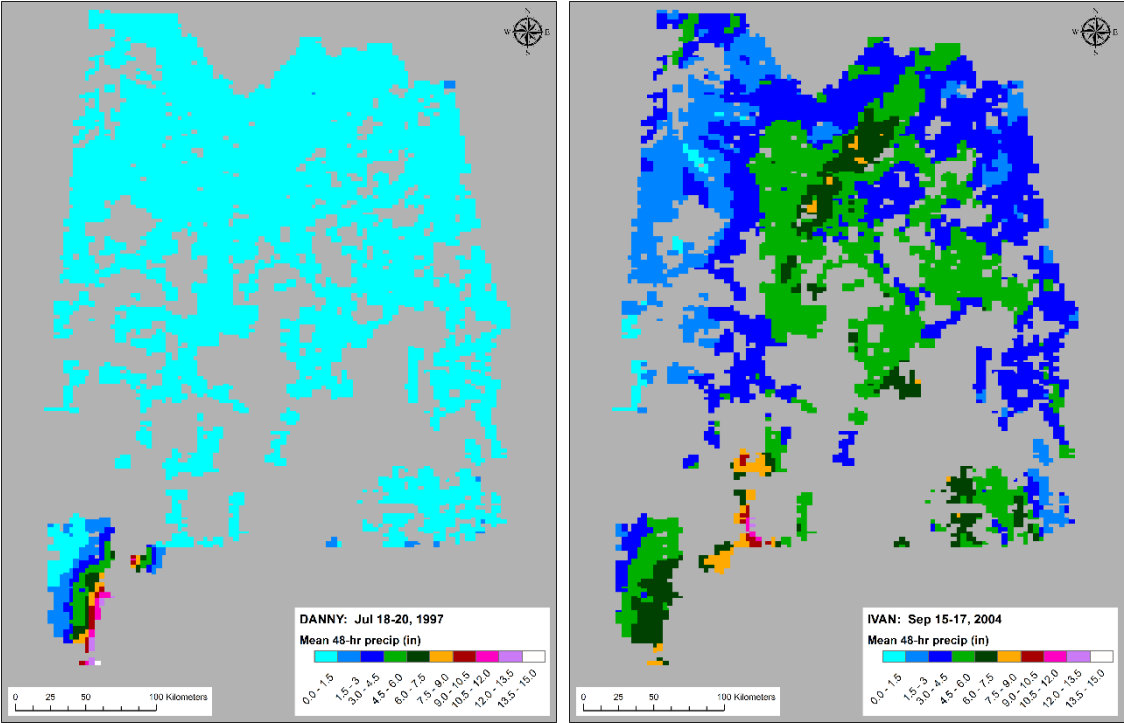 N
W E
S
DANNY: Jul 18-20, 1997
Mean 48-hr precip (in)
0.0 - 1.5
1.5 - 3
3.0 - 4.5
4.5 - 6.0
6.0 - 7.5
7.5 - 9.0
9.0 - 10.5
10.5 - 12.0
12.0 - 13.5
13.5 - 15.0
0 25 50 100 Kilometers
N
W E
S
IVAN: Sep 15-17, 2004
Mean 48-hr precip (in)
0.0 - 1.5
1.5 - 3
3.0 - 4.5
4.5 - 6.0
6.0 - 7.5
7.5 - 9.0
9.0 - 10.5
10.5 - 12.0
12.0 - 13.5
13.5 - 15.0
0 25 50 100 Kilometers